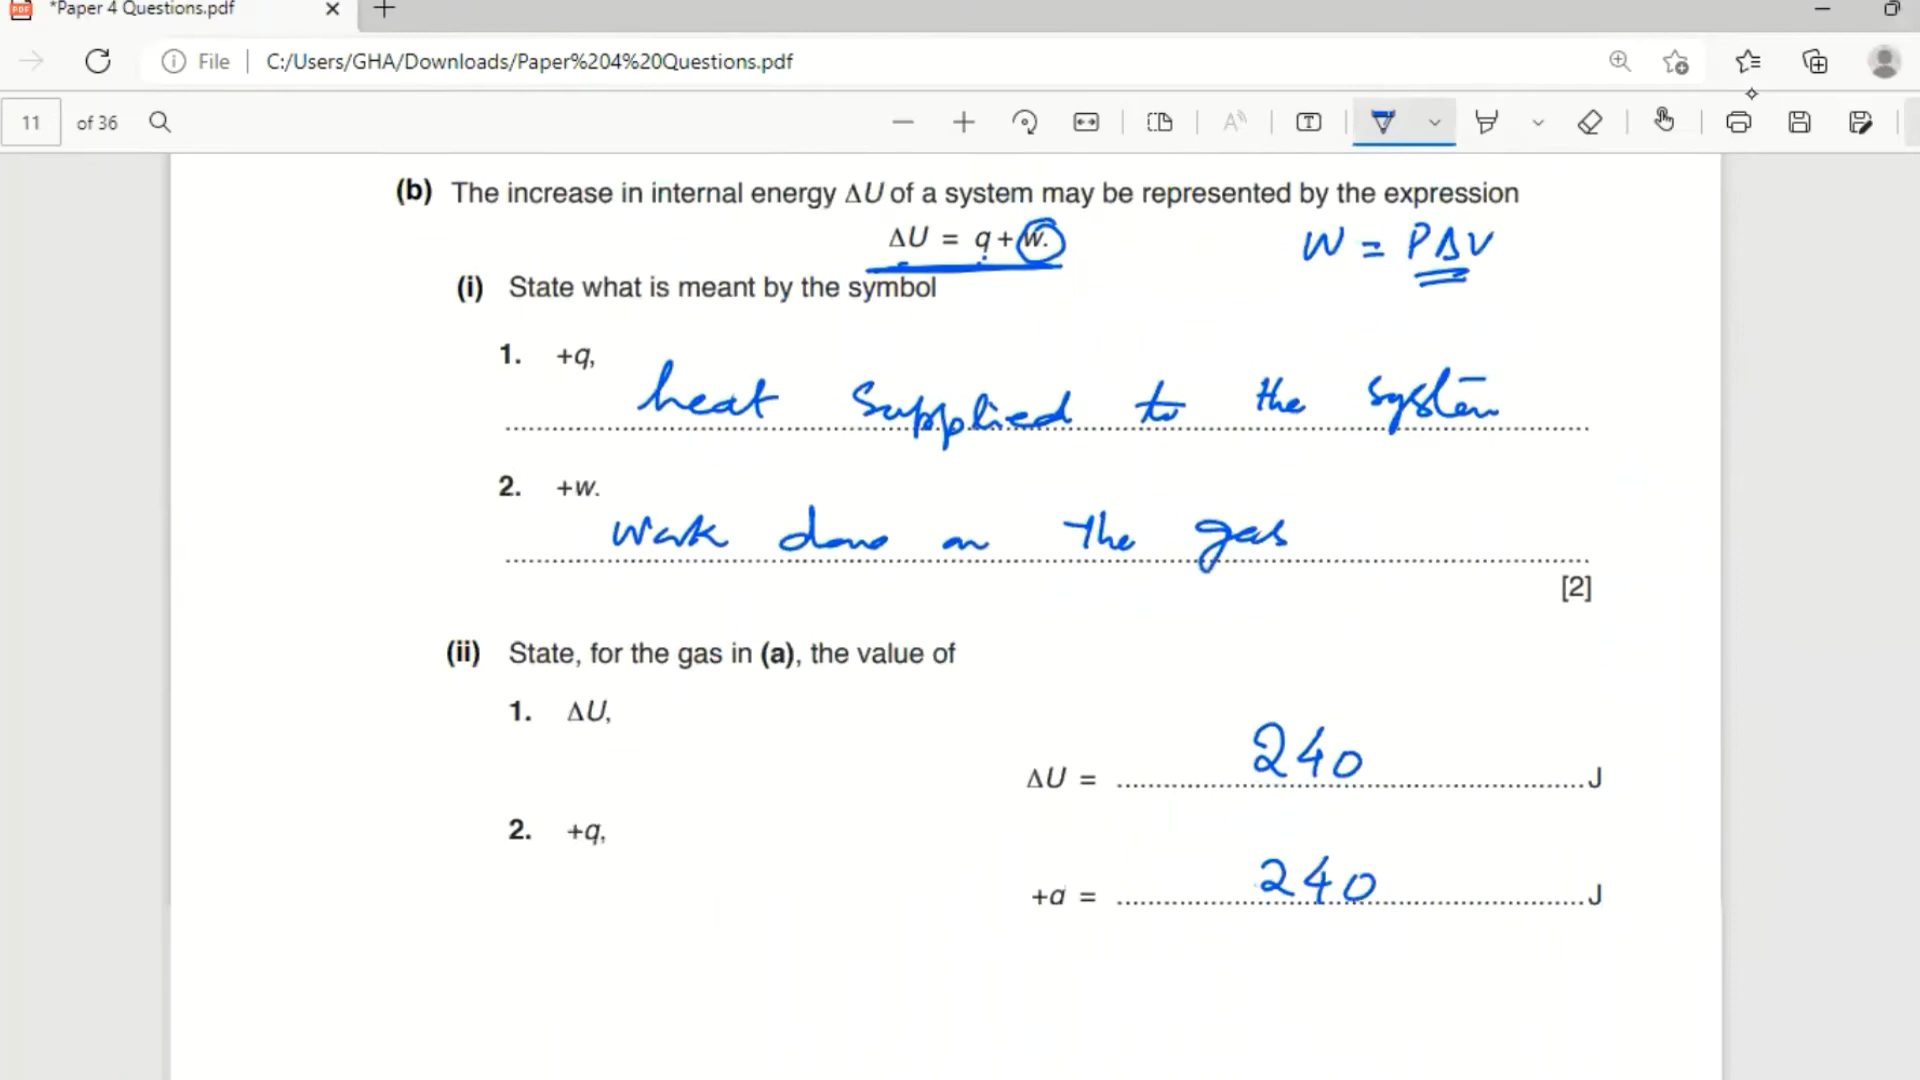 *Paper 4 Questions.pdf
File | C:/Users/GHA/Downloads/Paper%204%20Questions.pdf
11 of 36
(b) The increase in internal energy ΔU of a system may be represented by the expression
ΔU = q + w.
W = PΔV
(i) State what is meant by the symbol
1. +q,
heat supplied to the system
2. +w.
work done on the gas
[2]
(ii) State, for the gas in (a), the value of
1. ΔU,
ΔU = 240 J
2. +q,
+q = 240 J